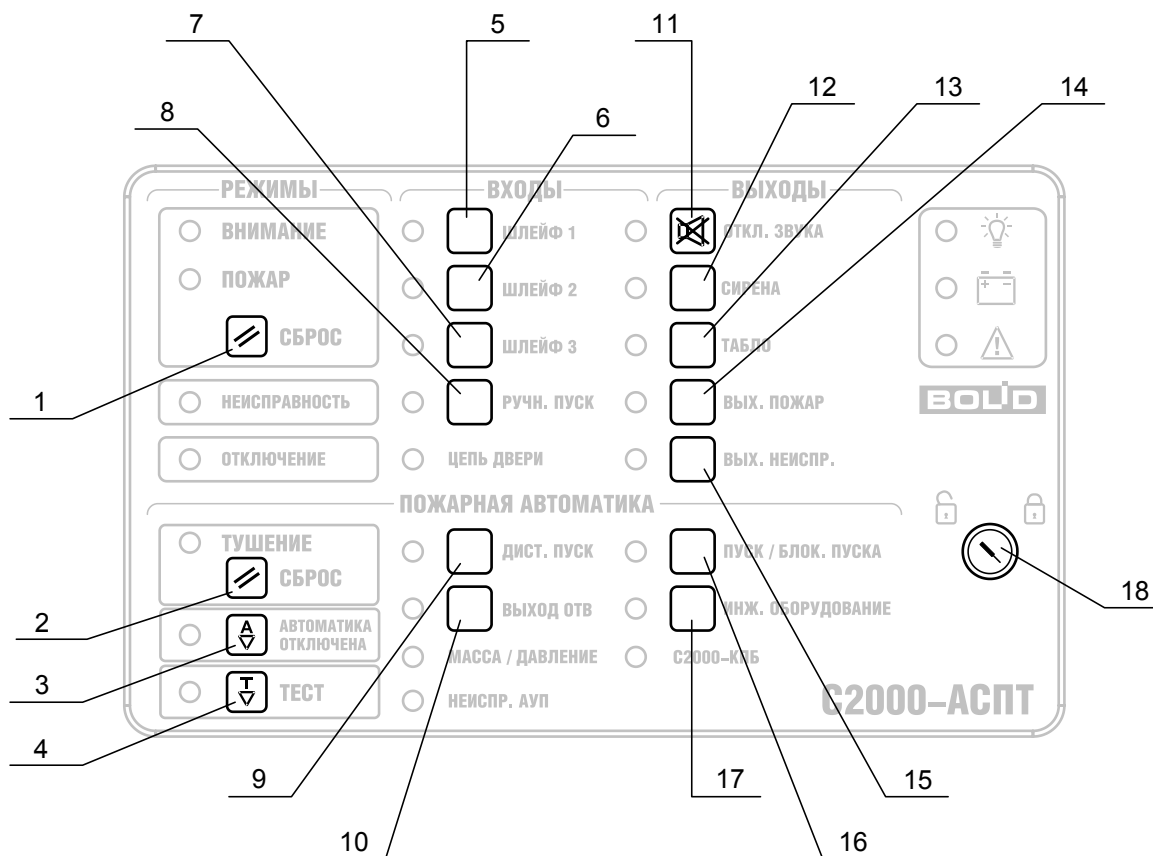 7
5
11
12
13
14
8
6
РЕЖИМЫ
ВХОДЫ
ВЫХОДЫ
ВНИМАНИЕ
ШЛЕЙФ 1
ОТКЛ. ЗВУКА
ПОЖАР
ШЛЕЙФ 2
СИРЕНА
+ −
СБРОС
ШЛЕЙФ 3
ТАБЛО
1
НЕИСПРАВНОСТЬ
РУЧН. ПУСК
ВЫХ. ПОЖАР
BOLID
ОТКЛЮЧЕНИЕ
ЦЕПЬ ДВЕРИ
ВЫХ. НЕИСПР.
ПОЖАРНАЯ АВТОМАТИКА
ТУШЕНИЕ
ДИСТ. ПУСК
ПУСК / БЛОК. ПУСКА
СБРОС
18
2
А
АВТОМАТИКА
ОТКЛЮЧЕНА
ВЫХОД ОТВ
ИНЖ. ОБОРУДОВАНИЕ
3
МАССА / ДАВЛЕНИЕ
С2000-КПБ
Т
ТЕСТ
НЕИСПР. АУП
С2000-АСПТ
4
9
17
15
10
16